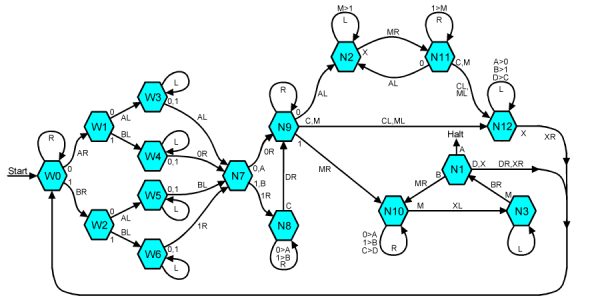 M>1
L
N2
X
MR
0
AL
1>M
R
N11
0
C,M
CL,
ML
A>0
B>1
D>C
L
N12
X
XR
L
W3
0,1
AL
0
AL
W1
1
BL
L
W4
0,1
0R
R
W0
Start
0
AR
1
BR
W2
0
AL
1
BL
W5
0,1
BL
L
W6
0,1
1R
L
N7
0,A
0R
1,B
1R
R
N9
0
AL
C,M
CL,ML
1
MR
DR
C
N8
0>A
1>B
R
Halt
A
N1
D,X
DR,XR
B
MR
BR
N10
M
XL
M
N3
L
0>A
1>B
C>D
R